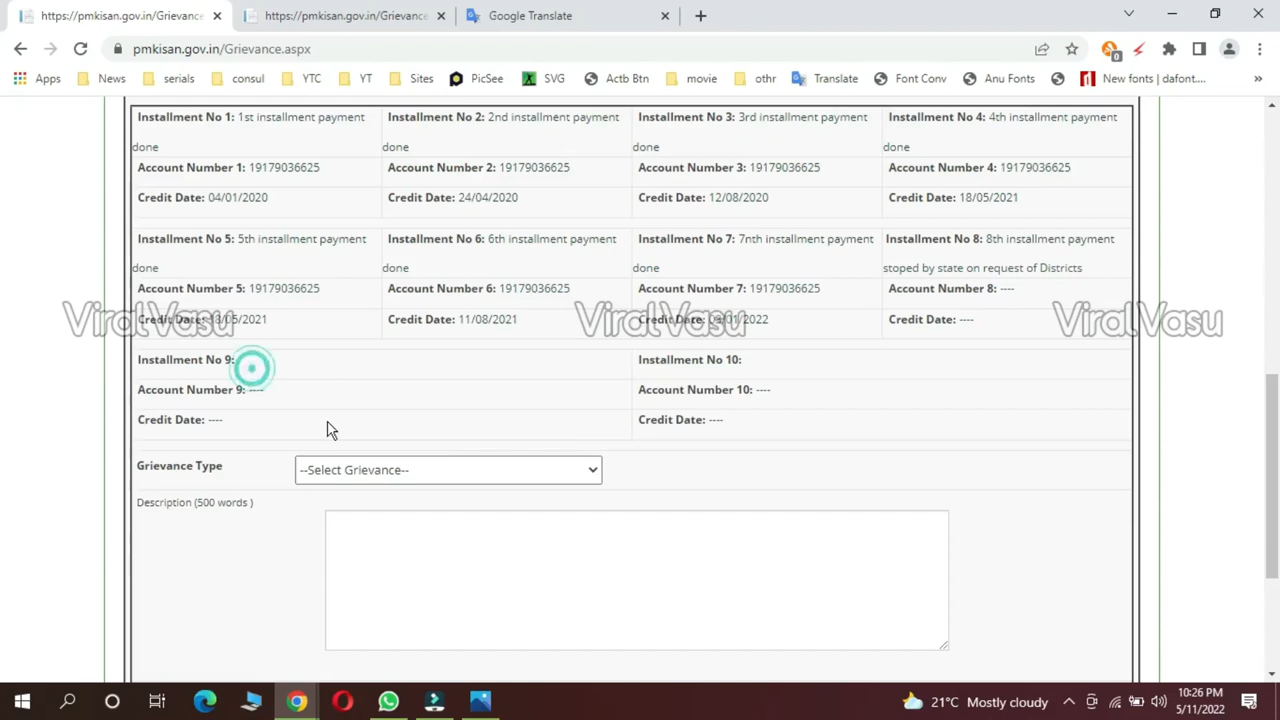 https://pmkisan.gov.in/Grievance
https://pmkisan.gov.in/Grievance
Google Translate
pmkisan.gov.in/Grievance.aspx
0
Apps News serials consul YTC YT Sites PicSee SVG Actb Btn movie othr Translate Font Conv Anu Fonts New fonts | dafont....
Installment No 1: 1st installment payment done
Installment No 2: 2nd installment payment done
Installment No 3: 3rd installment payment done
Installment No 4: 4th installment payment done
Account Number 1: 19179036625
Account Number 2: 19179036625
Account Number 3: 19179036625
Account Number 4: 19179036625
Credit Date: 04/01/2020
Credit Date: 24/04/2020
Credit Date: 12/08/2020
Credit Date: 18/05/2021
Installment No 5: 5th installment payment done
Installment No 6: 6th installment payment done
Installment No 7: 7nth installment payment done
Installment No 8: 8th installment payment stoped by state on request of Districts
Account Number 5: 19179036625
Account Number 6: 19179036625
Account Number 7: 19179036625
Account Number 8: ----
Credit Date: 18/05/2021
Credit Date: 11/08/2021
Credit Date: /01/2022
Credit Date: ----
ViralVasu ViralVasu ViralVasu
Installment No 9:
Installment No 10:
Account Number 9: ----
Account Number 10: ----
Credit Date: ----
Credit Date: ----
Grievance Type
--Select Grievance--
Description (500 words )
21°C Mostly cloudy
10:26 PM
5/11/2022